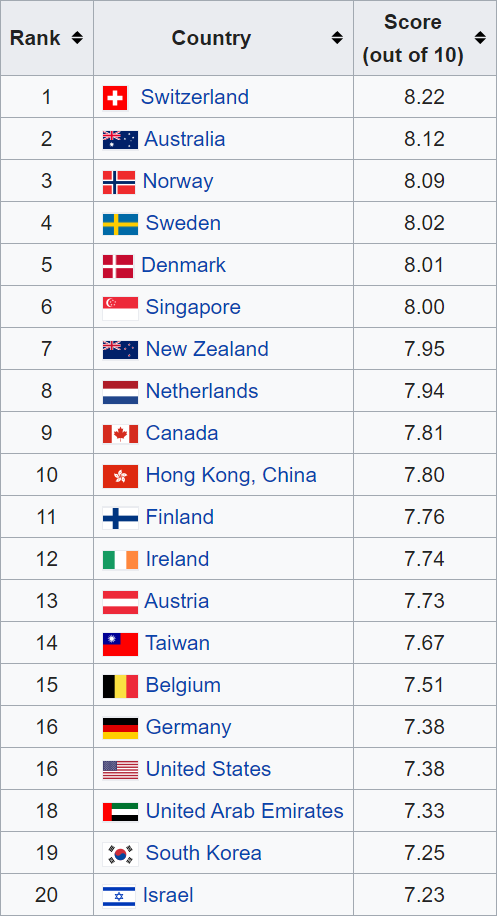 Rank Country Score
(out of 10)
1 Switzerland 8.22
2 Australia 8.12
3 Norway 8.09
4 Sweden 8.02
5 Denmark 8.01
6 Singapore 8.00
7 New Zealand 7.95
8 Netherlands 7.94
9 Canada 7.81
10 Hong Kong, China 7.80
11 Finland 7.76
12 Ireland 7.74
13 Austria 7.73
14 Taiwan 7.67
15 Belgium 7.51
16 Germany 7.38
16 United States 7.38
18 United Arab Emirates 7.33
19 South Korea 7.25
20 Israel 7.23